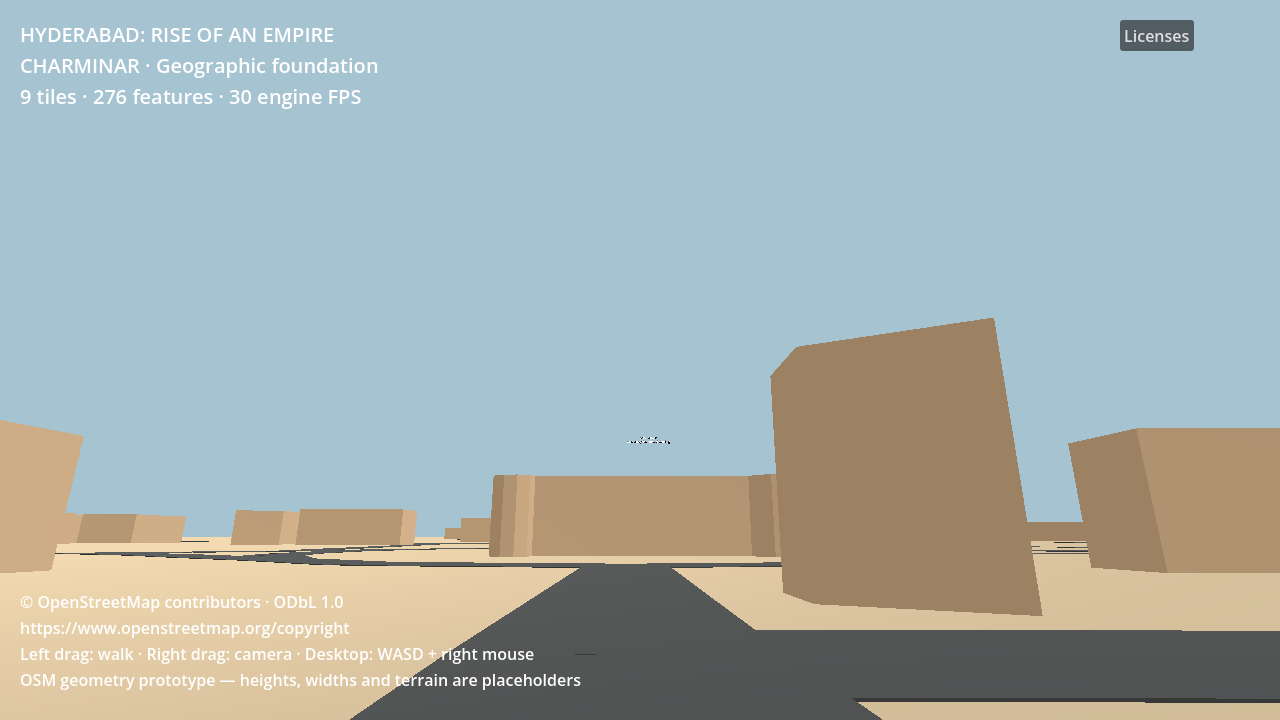 HYDERABAD: RISE OF AN EMPIRE
Licenses
CHARMINAR · Geographic foundation
9 tiles · 276 features · 30 engine FPS
© OpenStreetMap contributors · ODbL 1.0
https://www.openstreetmap.org/copyright
Left drag: walk · Right drag: camera · Desktop: WASD + right mouse
OSM geometry prototype — heights, widths and terrain are placeholders